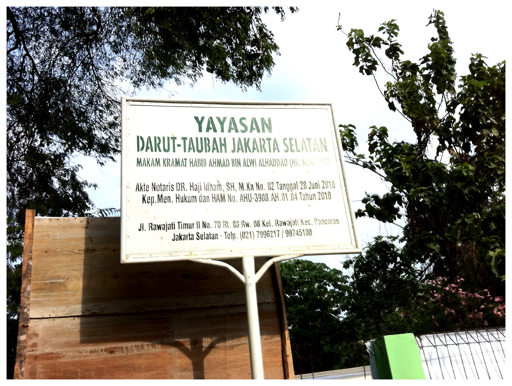 YAYASAN
DARUT-TAUBAH JAKARTA SELATAN
MAKAM KRAMAT HABIB AHMAD BIN ALWI ALHADDAD
Akte Notaris DR. Haji Idham, SH, M.Kn No. 02 Tanggal 28 Juni 2010
Kep.Men. Hukum dan HAM No. AHU-3908.AH.01.04 Tahun 2010
Jl. Rawajati Timur II No. 70 Rt. 03 Rw. 08 Kel. Rawajati Kec. Pancoran
Jakarta Selatan - Telp. (021) 7996217 / 99745100